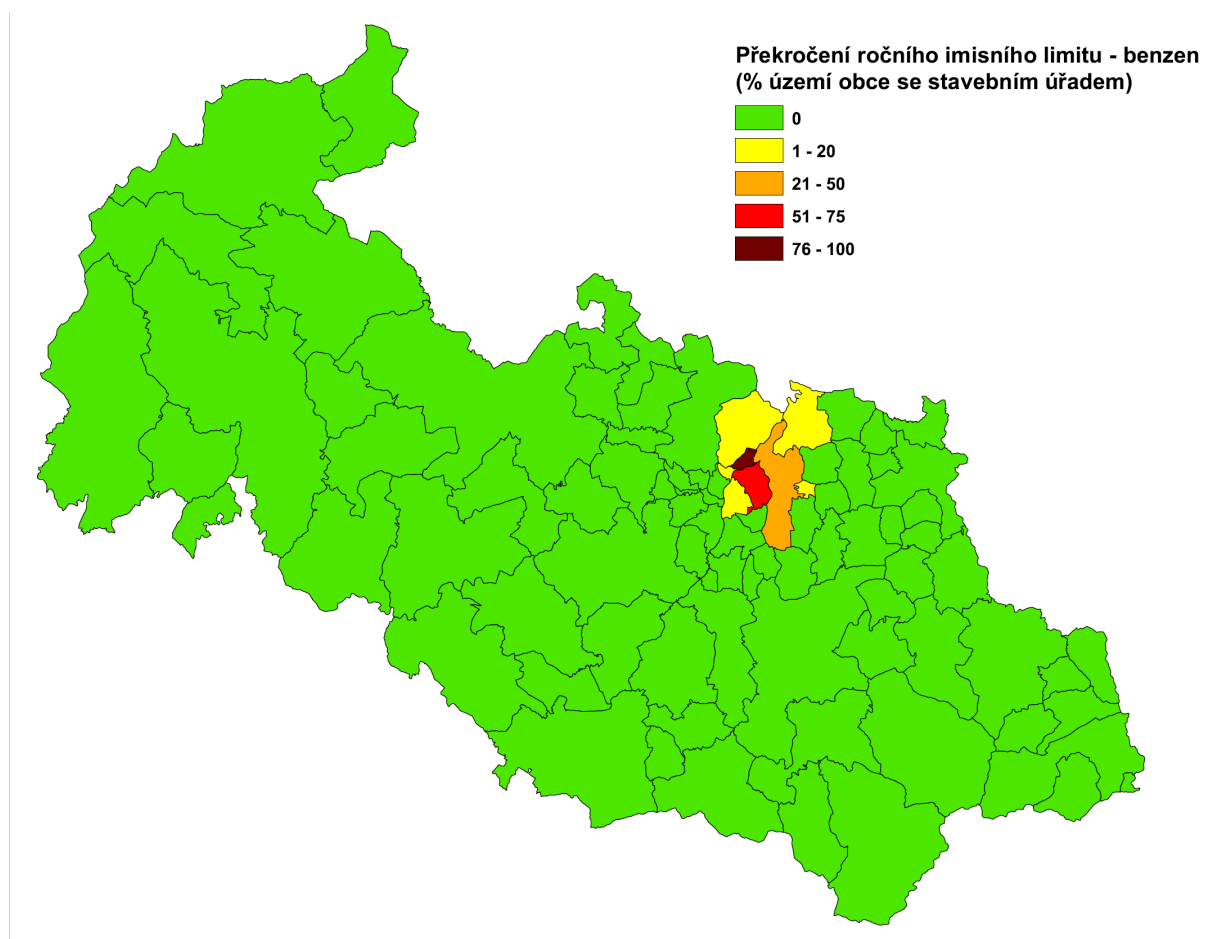 Překročení ročního imisního limitu - benzen
(% území obce se stavebním úřadem)
0
1 - 20
21 - 50
51 - 75
76 - 100